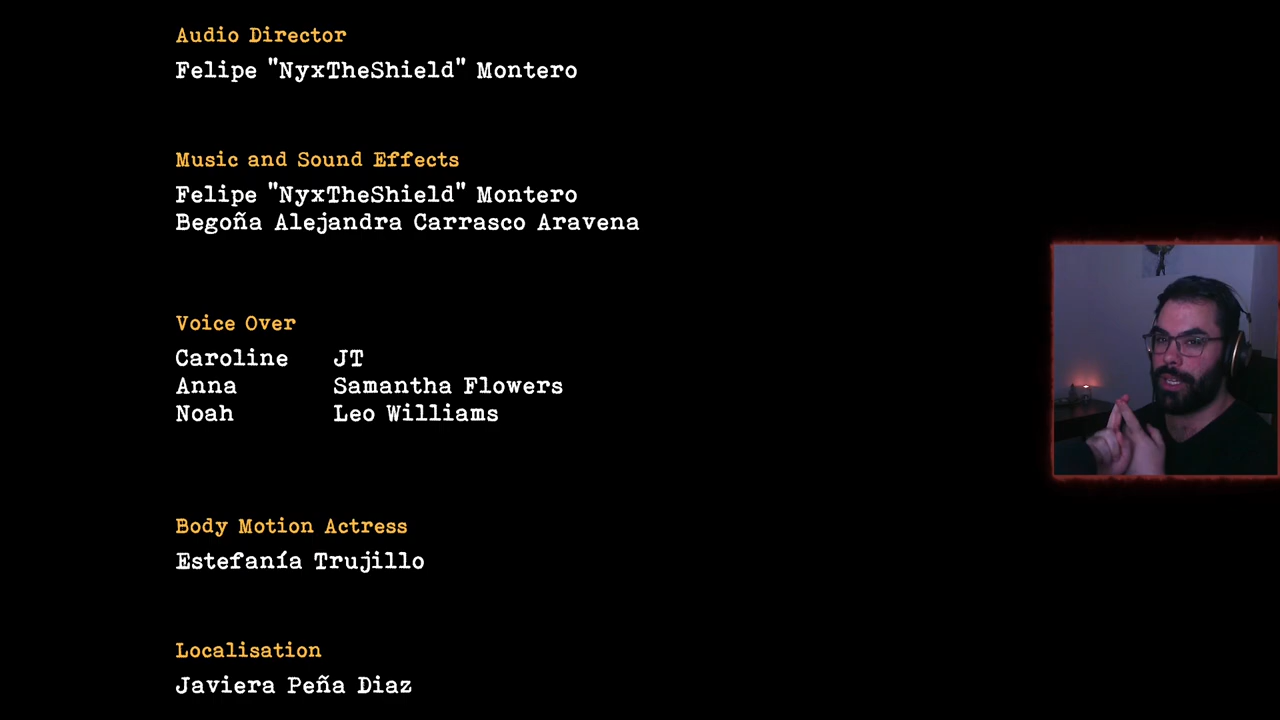 Audio Director
Felipe "NyxTheShield" Montero
Music and Sound Effects
Felipe "NyxTheShield" Montero
Begoña Alejandra Carrasco Aravena
Voice Over
Caroline JT
Anna Samantha Flowers
Noah Leo Williams
Body Motion Actress
Estefanía Trujillo
Localisation
Javiera Peña Diaz